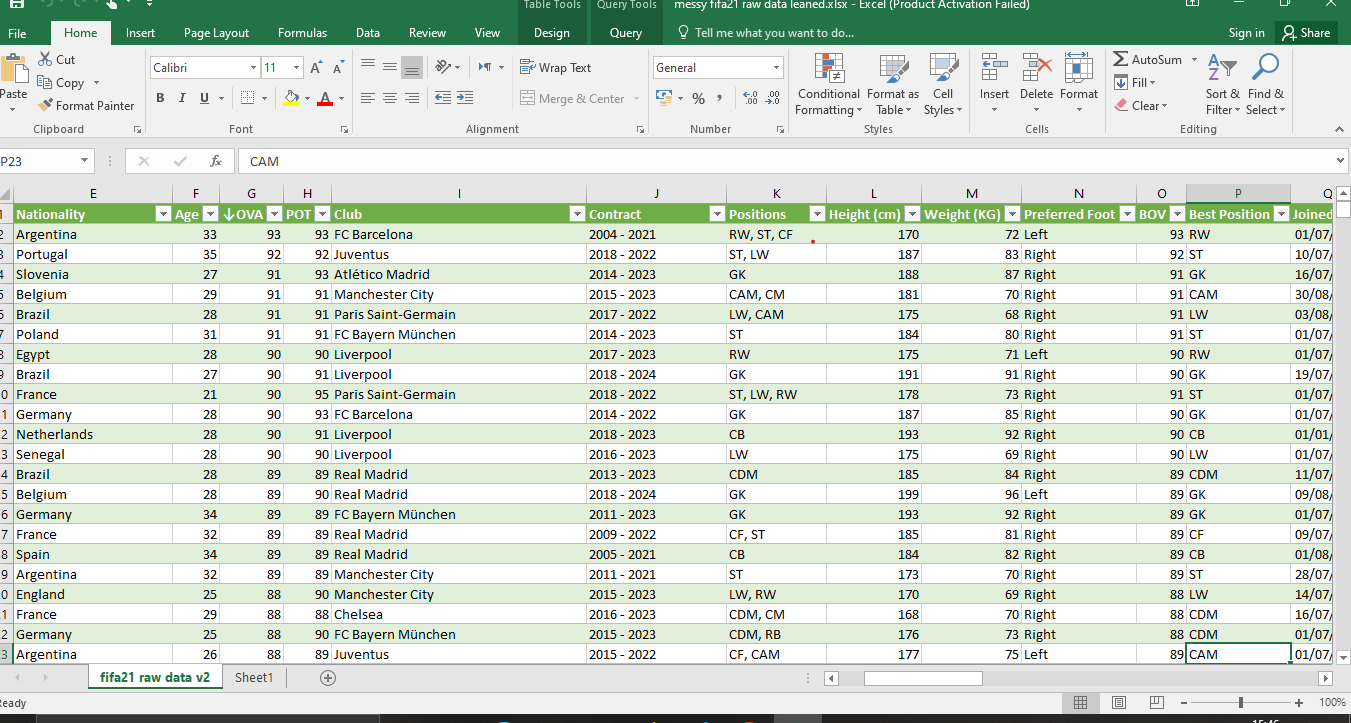 Table Tools Query Tools messy fifa21 raw data leaned.xlsx - Excel (Product Activation Failed)
File Home Insert Page Layout Formulas Data Review View Design Query Tell me what you want to do... Sign in Share
Cut Calibri 11 Wrap Text General AutoSum
Copy Fill
Paste Format Painter B I U A Merge & Center % Conditional Formatting Format as Table Cell Styles Insert Delete Format Clear Sort & Filter Find & Select
Clipboard Font Alignment Number Styles Cells Editing
P23 fx CAM
E F G H I J K L M N O P Q
1 Nationality Age OVA POT Club Contract Positions Height (cm) Weight (KG) Preferred Foot BOV Best Position Joined
2 Argentina 33 93 93 FC Barcelona 2004 - 2021 RW, ST, CF 170 72 Left 93 RW 01/07/
3 Portugal 35 92 92 Juventus 2018 - 2022 ST, LW 187 83 Right 92 ST 10/07/
4 Slovenia 27 91 93 Atlético Madrid 2014 - 2023 GK 188 87 Right 91 GK 16/07/
5 Belgium 29 91 91 Manchester City 2015 - 2023 CAM, CM 181 70 Right 91 CAM 30/08/
6 Brazil 28 91 91 Paris Saint-Germain 2017 - 2022 LW, CAM 175 68 Right 91 LW 03/08/
7 Poland 31 91 91 FC Bayern München 2014 - 2023 ST 184 80 Right 91 ST 01/07/
8 Egypt 28 90 90 Liverpool 2017 - 2023 RW 175 71 Left 90 RW 01/07/
9 Brazil 27 90 91 Liverpool 2018 - 2024 GK 191 91 Right 90 GK 19/07/
0 France 21 90 95 Paris Saint-Germain 2018 - 2022 ST, LW, RW 178 73 Right 91 ST 01/07/
1 Germany 28 90 93 FC Barcelona 2014 - 2022 GK 187 85 Right 90 GK 01/07/
2 Netherlands 28 90 91 Liverpool 2018 - 2023 CB 193 92 Right 90 CB 01/01/
3 Senegal 28 90 90 Liverpool 2016 - 2023 LW 175 69 Right 90 LW 01/07/
4 Brazil 28 89 89 Real Madrid 2013 - 2023 CDM 185 84 Right 89 CDM 11/07/
5 Belgium 28 89 90 Real Madrid 2018 - 2024 GK 199 96 Left 89 GK 09/08/
6 Germany 34 89 89 FC Bayern München 2011 - 2023 GK 193 92 Right 89 GK 01/07/
7 France 32 89 89 Real Madrid 2009 - 2022 CF, ST 185 81 Right 89 CF 09/07/
8 Spain 34 89 89 Real Madrid 2005 - 2021 CB 184 82 Right 89 CB 01/08/
9 Argentina 32 89 89 Manchester City 2011 - 2021 ST 173 70 Right 89 ST 28/07/
0 England 25 88 90 Manchester City 2015 - 2023 LW, RW 170 69 Right 88 LW 14/07/
1 France 29 88 88 Chelsea 2016 - 2023 CDM, CM 168 70 Right 88 CDM 16/07/
2 Germany 25 88 90 FC Bayern München 2015 - 2023 CDM, RB 176 73 Right 88 CDM 01/07/
3 Argentina 26 88 89 Juventus 2015 - 2022 CF, CAM 177 75 Left 89 CAM 01/07/
fifa21 raw data v2 Sheet1
eady 100%